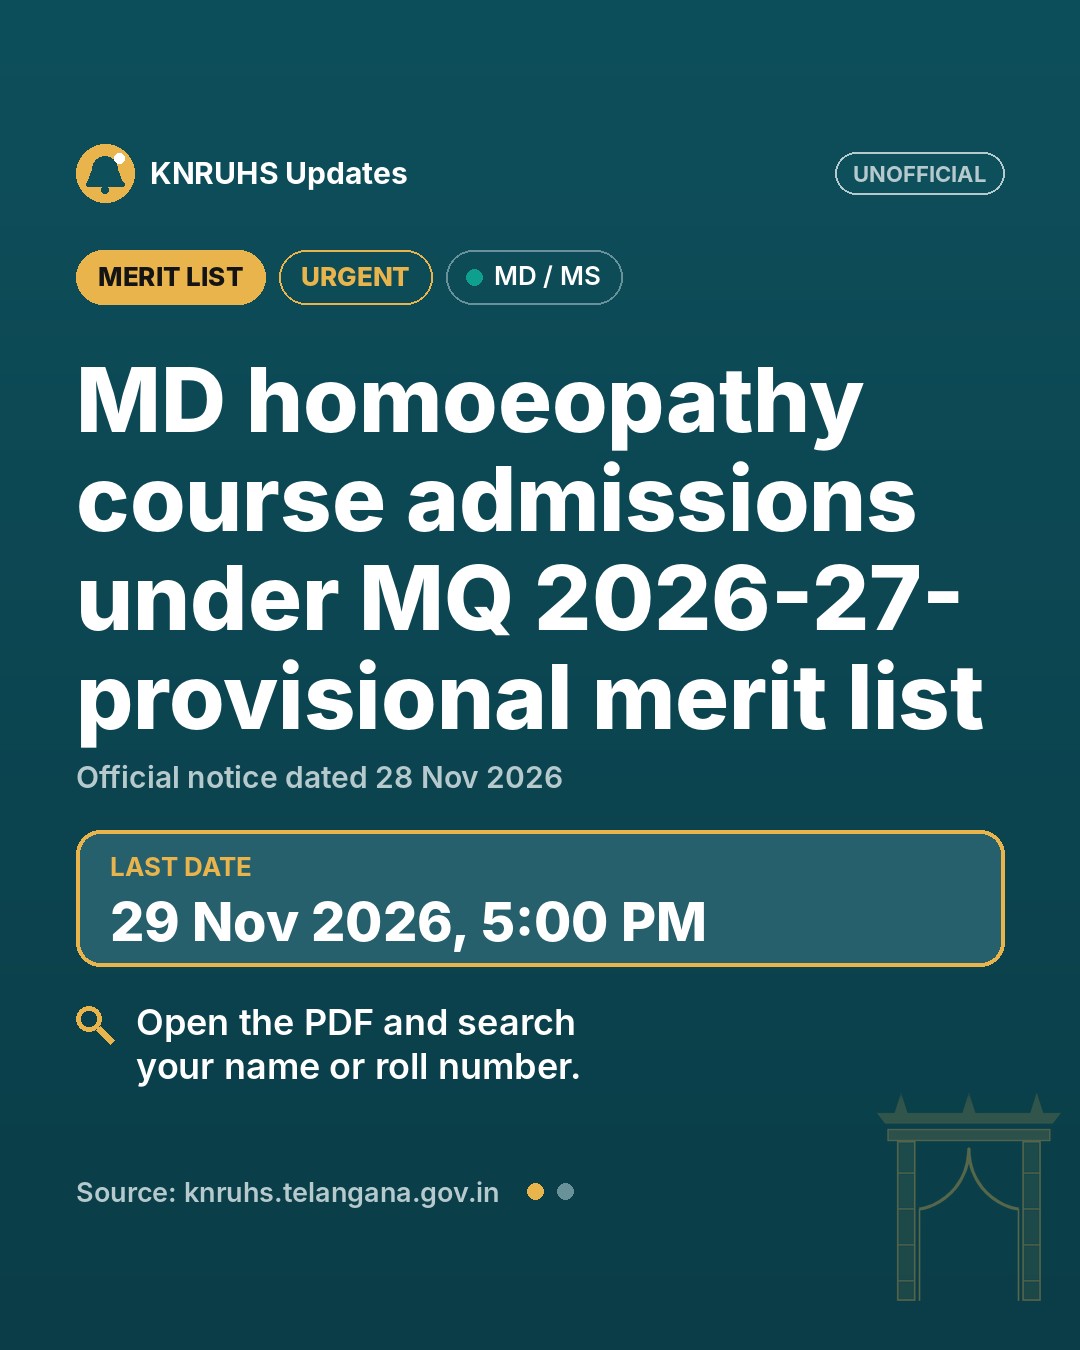 KNRUHS Updates
UNOFFICIAL
MERIT LIST
URGENT
MD / MS
MD homoeopathy
course admissions
under MQ 2026-27-
provisional merit list
Official notice dated 28 Nov 2026
LAST DATE
29 Nov 2026, 5:00 PM
Open the PDF and search
your name or roll number.
Source: knruhs.telangana.gov.in